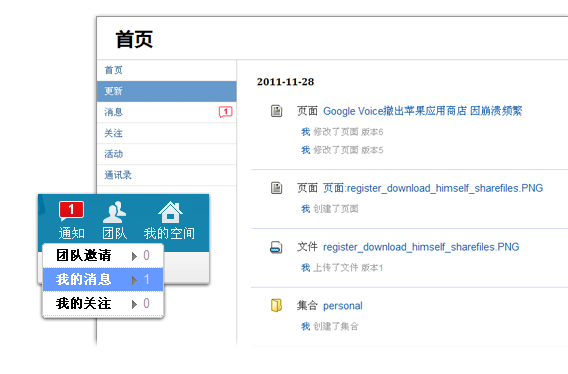 首页
首页
更新
消息 1
关注
活动
通讯录
2011-11-28
页面 Google Voice撤出苹果应用商店 因崩溃频繁
我 修改了页面 版本6
我 修改了页面 版本5
页面 页面:register_download_himself_sharefiles.PNG
我 创建了页面
文件 register_download_himself_sharefiles.PNG
我 上传了文件 版本1
集合 personal
我 创建了集合
1
通知 团队 我的空间
团队邀请 0
我的消息 1
我的关注 0